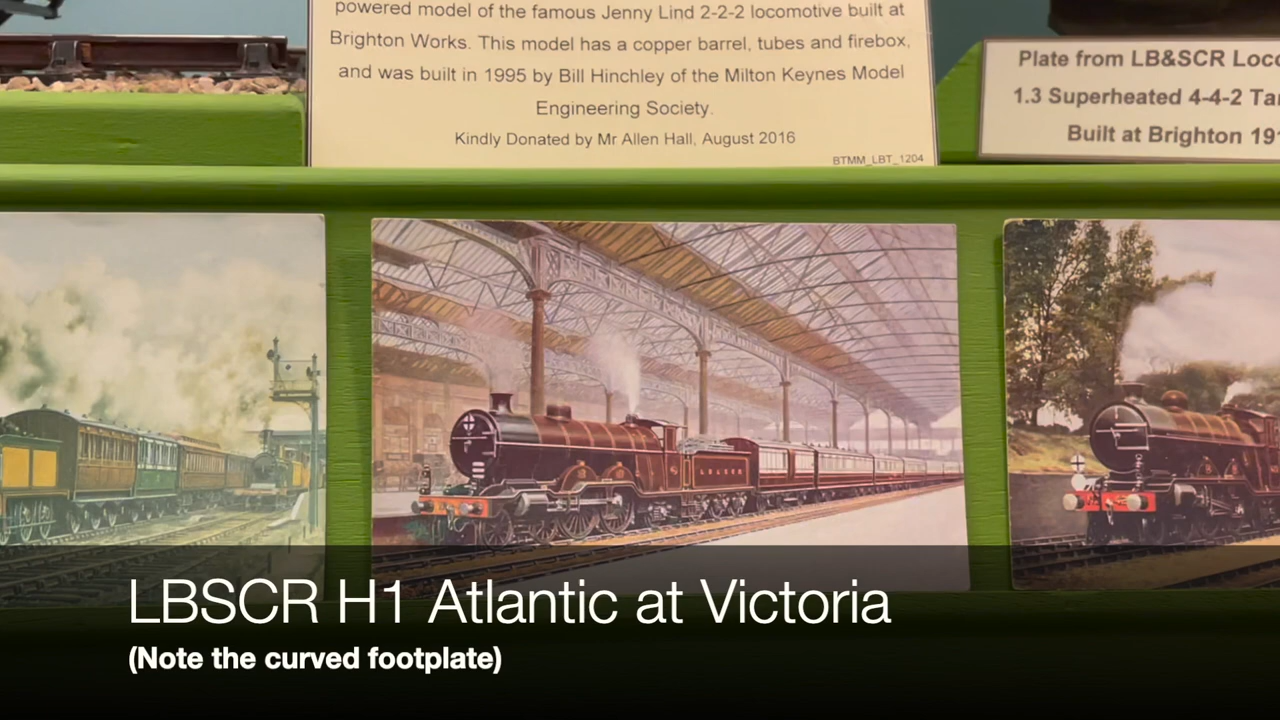 powered model of the famous Jenny Lind 2-2-2 locomotive built at
Brighton Works. This model has a copper barrel, tubes and firebox,
and was built in 1995 by Bill Hinchley of the Milton Keynes Model
Engineering Society.
Kindly Donated by Mr Allen Hall, August 2016
BTMM_LBT_1204
Plate from LB&SCR Loco
1.3 Superheated 4-4-2 Ta
Built at Brighton 19
LBSCR H1 Atlantic at Victoria
(Note the curved footplate)